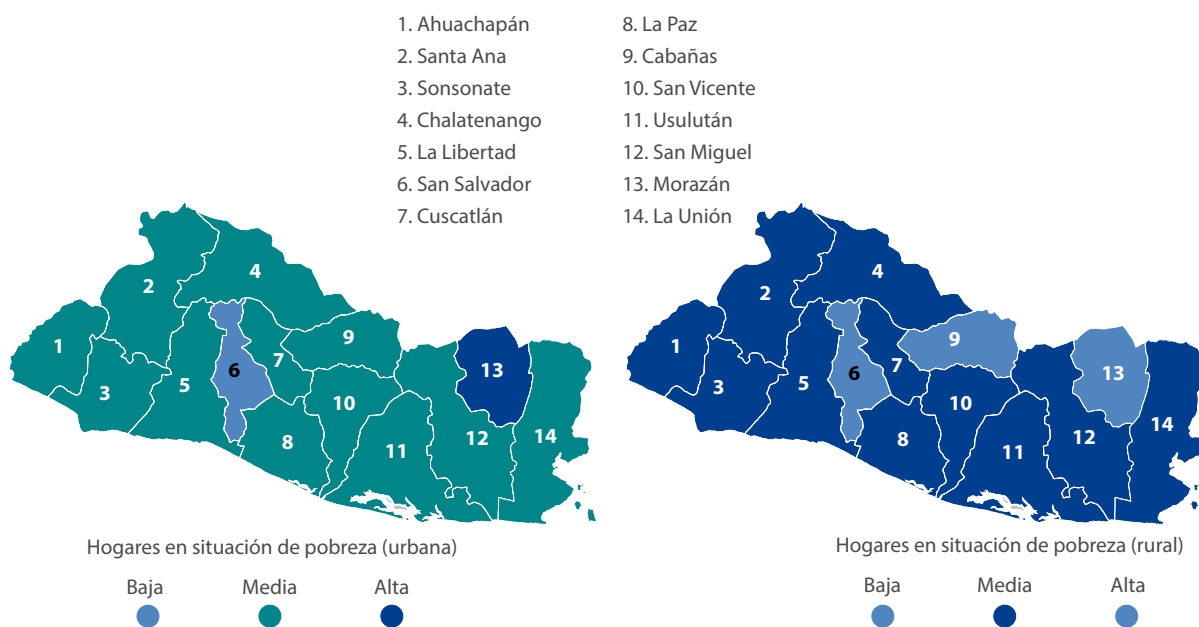 1. Ahuachapán
2. Santa Ana
3. Sonsonate
4. Chalatenango
5. La Libertad
6. San Salvador
7. Cuscatlán
8. La Paz
9. Cabañas
10. San Vicente
11. Usulután
12. San Miguel
13. Morazán
14. La Unión
4
2
9
1
7
13
6
5
3
10
14
12
8
11
Hogares en situación de pobreza (urbana)
Baja Media Alta
4
2
9
1
7
13
6
5
3
10
14
12
8
11
Hogares en situación de pobreza (rural)
Baja Media Alta